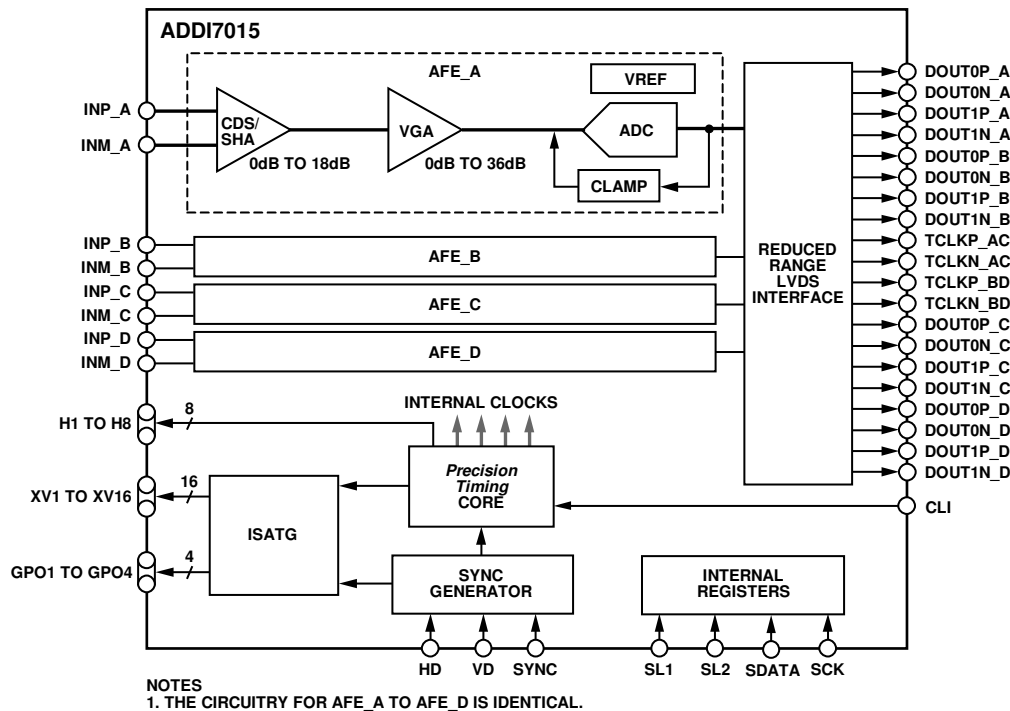 ADDI7015
AFE_A
VREF
CDS/
SHA
0dB TO 18dB
VGA
0dB TO 36dB
ADC
CLAMP
INP_A
INM_A
INP_B
INM_B
INP_C
INM_C
INP_D
INM_D
AFE_B
AFE_C
AFE_D
REDUCED
RANGE
LVDS
INTERFACE
DOUT0P_A
DOUT0N_A
DOUT1P_A
DOUT1N_A
DOUT0P_B
DOUT0N_B
DOUT1P_B
DOUT1N_B
TCLKP_AC
TCLKN_AC
TCLKP_BD
TCLKN_BD
DOUT0P_C
DOUT0N_C
DOUT1P_C
DOUT1N_C
DOUT0P_D
DOUT0N_D
DOUT1P_D
DOUT1N_D
CLI
H1 TO H8
8
INTERNAL CLOCKS
Precision
Timing
CORE
XV1 TO XV16
16
ISATG
GPO1 TO GPO4
4
SYNC
GENERATOR
INTERNAL
REGISTERS
HD
VD
SYNC
SL1
SL2
SDATA
SCK
NOTES
1. THE CIRCUITRY FOR AFE_A TO AFE_D IS IDENTICAL.